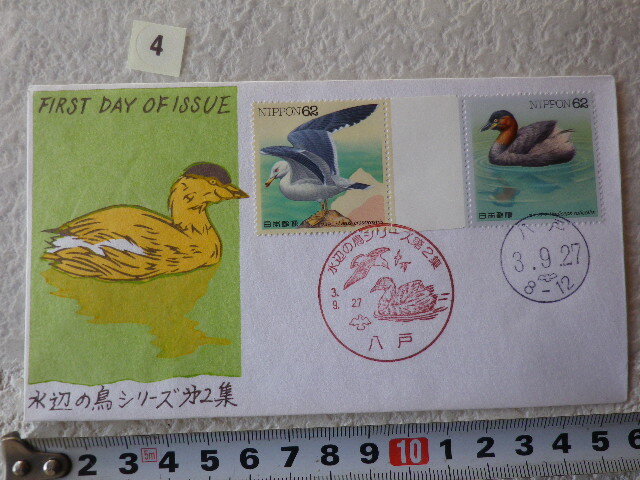 4
FIRST DAY OF ISSUE
水辺の鳥シリーズ第2集
NIPPON 62
日本郵便
NIPPON 62
日本郵便
水辺の鳥シリーズ第2集
3.
9. 27
八戸
3.9.27
8-12
2 3 5m 4 5 6 7 8 9 10 1 2 3 4 5 6